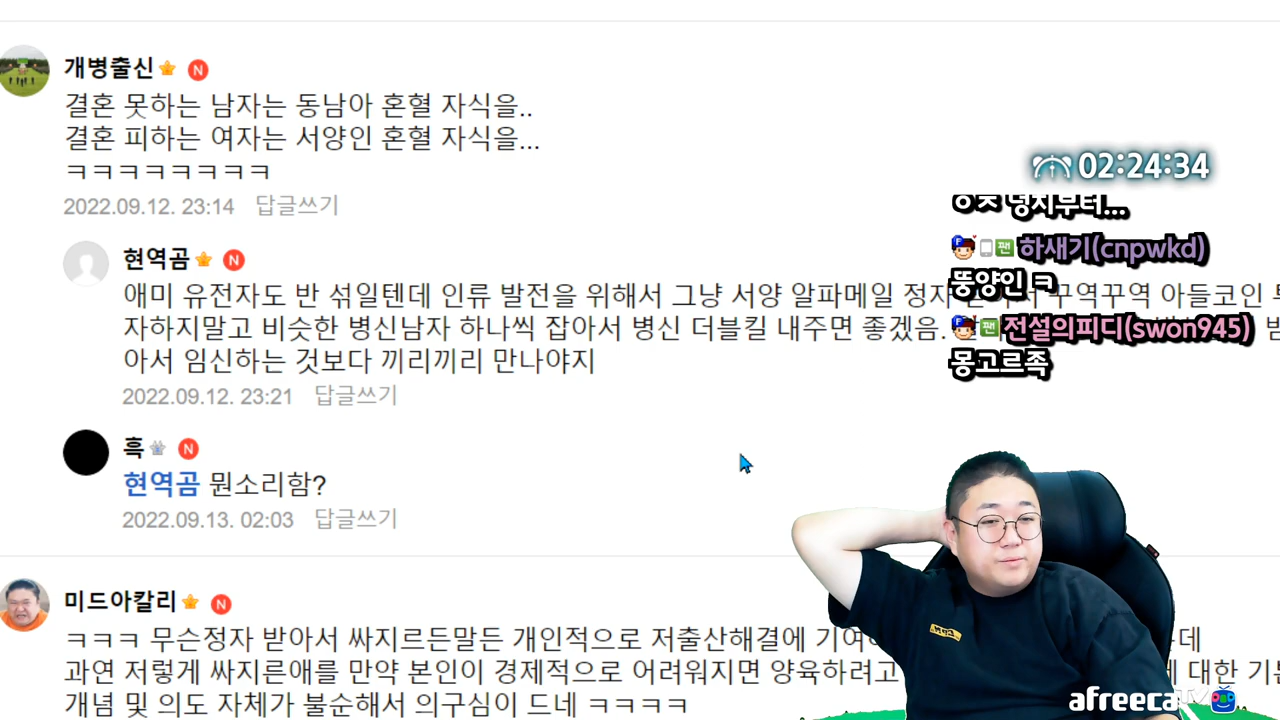 개병출신
N
결혼 못하는 남자는 동남아 혼혈 자식을..
결혼 피하는 여자는 서양인 혼혈 자식을...
ㅋㅋㅋㅋㅋㅋㅋㅋ
2022.09.12. 23:14 답글쓰기
02:24:34
현역곰
N
애미 유전자도 반 섞일텐데 인류 발전을 위해서 그냥 서양 알파메일 정자 꾸역꾸역 아들코인
자하지말고 비슷한 병신남자 하나씩 잡아서 병신 더블킬 내주면 좋겠음.
아서 임신하는 것보다 끼리끼리 만나야지
2022.09.12. 23:21 답글쓰기
F 팬 하새기(cnpwkd)
뚱양인 ㅋ
F 팬 전설의피디(swon945)
몽고르족
흑
N
현역곰 뭔소리함?
2022.09.13. 02:03 답글쓰기
미드아칼리
N
ㅋㅋㅋ 무슨정자 받아서 싸지르든말든 개인적으로 저출산해결에
과연 저렇게 싸지른애를 만약 본인이 경제적으로 어려워지면 양육하려고 대한
개념 및 의도 자체가 불순해서 의구심이 드네 ㅋㅋㅋㅋ
afreecaTV